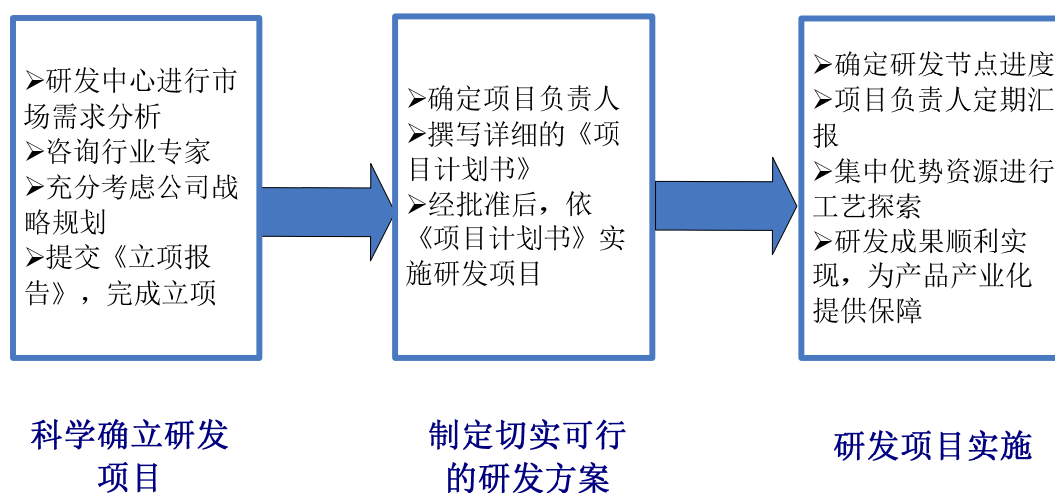 ➢研发中心进行市
场需求分析
➢咨询行业专家
➢充分考虑公司战
略规划
➢提交《立项报
告》，完成立项
➢确定项目负责人
➢撰写详细的《项
目计划书》
➢经批准后，依
《项目计划书》实
施研发项目
➢确定研发节点进度
➢项目负责人定期汇
报
➢集中优势资源进行
工艺探索
➢研发成果顺利实
现，为产品产业化
提供保障
科学确立研发
项目
制定切实可行
的研发方案
研发项目实施